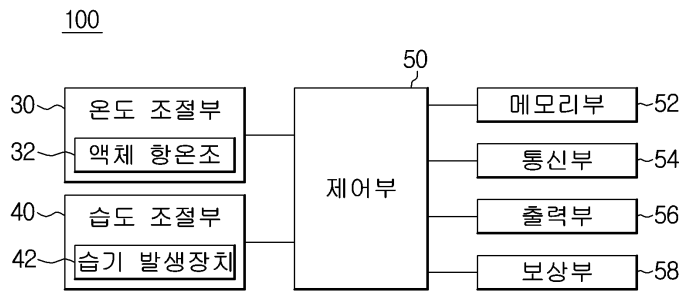 100
50
30 온도 조절부
32 액체 항온조
40 습도 조절부
42 습기 발생장치
제어부
메모리부 52
통신부 54
출력부 56
보상부 58